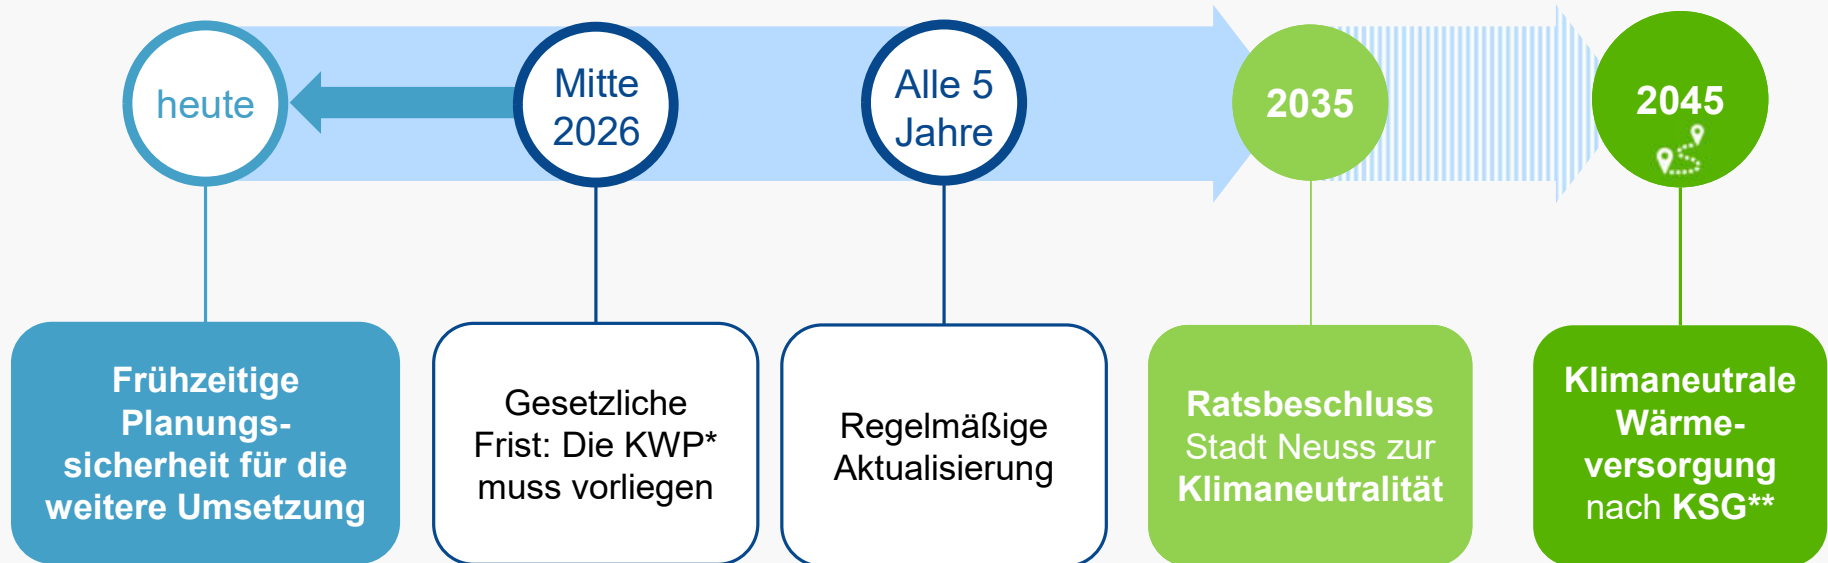 heute
Mitte
2026
Alle 5
Jahre
2035
2045
Frühzeitige
Planungs-
sicherheit für die
weitere Umsetzung
Gesetzliche
Frist: Die KWP*
muss vorliegen
Regelmäßige
Aktualisierung
Ratsbeschluss
Stadt Neuss zur
Klimaneutralität
Klimaneutrale
Wärme-
versorgung
nach KSG**